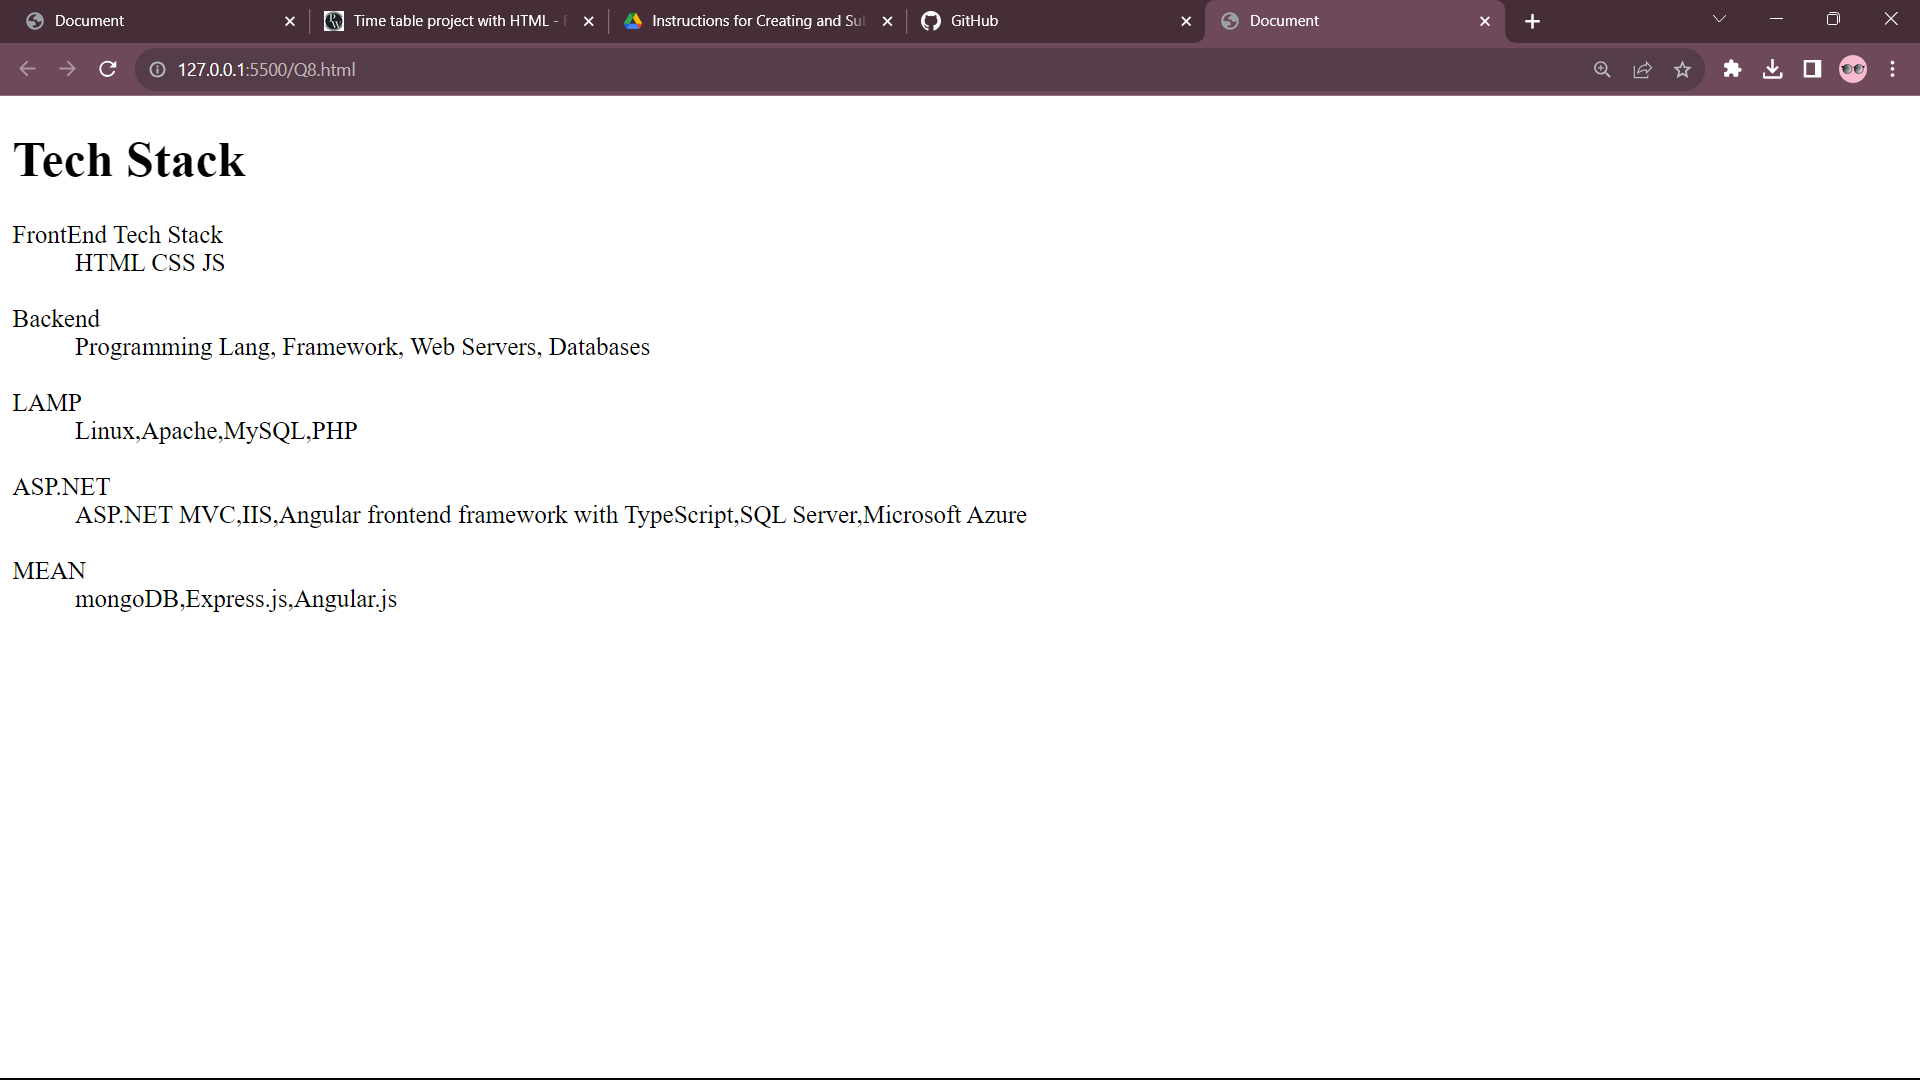 Document
Time table project with HTML -
Instructions for Creating and
GitHub
Document
127.0.0.1:5500/Q8.html
Tech Stack
FrontEnd Tech Stack
HTML CSS JS
Backend
Programming Lang, Framework, Web Servers, Databases
LAMP
Linux,Apache,MySQL,PHP
ASP.NET
ASP.NET MVC,IIS,Angular frontend framework with TypeScript,SQL Server,Microsoft Azure
MEAN
mongoDB,Express.js,Angular.js